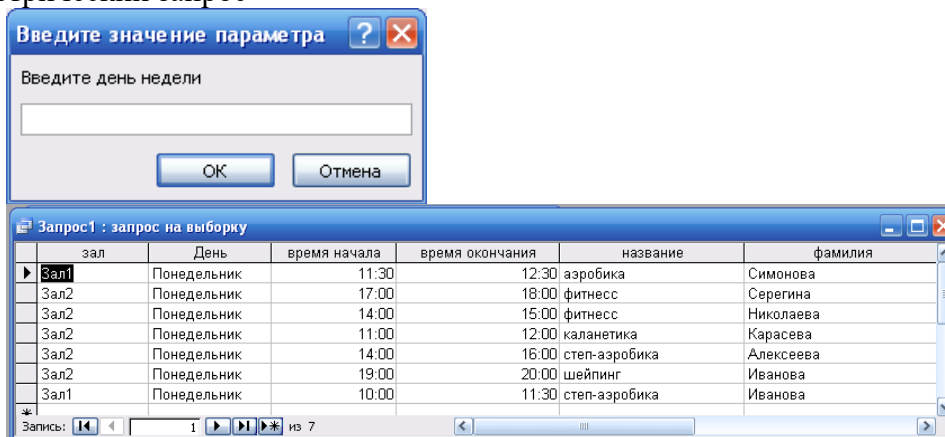 Введите значение параметра
Введите день недели
ОК Отмена
Запрос1 : запрос на выборку
зал День время начала время окончания название фамилия
Зал1 Понедельник 11:30 12:30 аэробика Симонова
Зал2 Понедельник 17:00 18:00 фитнесс Серегина
Зал2 Понедельник 14:00 15:00 фитнесс Николаева
Зал2 Понедельник 11:00 12:00 каланетика Карасева
Зал2 Понедельник 14:00 16:00 степ-аэробика Алексеева
Зал2 Понедельник 19:00 20:00 шейпинг Иванова
Зал1 Понедельник 10:00 11:30 степ-аэробика Иванова
Запись: 1 из 7